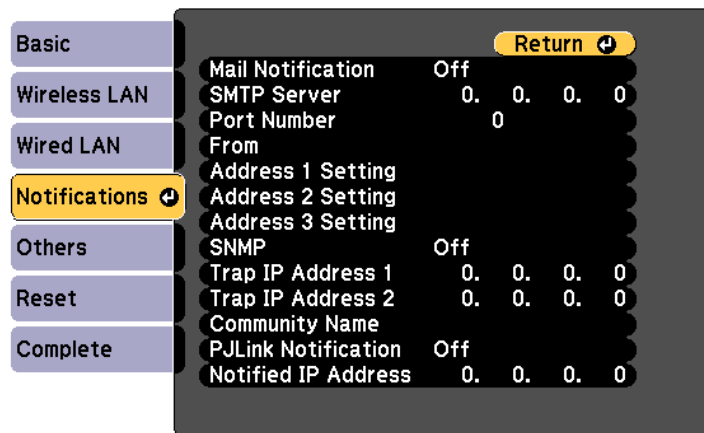 Basic
Wireless LAN
Wired LAN
Notifications
Others
Reset
Complete
Return
Mail Notification Off
SMTP Server 0. 0. 0. 0
Port Number 0
From
Address 1 Setting
Address 2 Setting
Address 3 Setting
SNMP Off
Trap IP Address 1 0. 0. 0. 0
Trap IP Address 2 0. 0. 0. 0
Community Name
PJLink Notification Off
Notified IP Address 0. 0. 0. 0